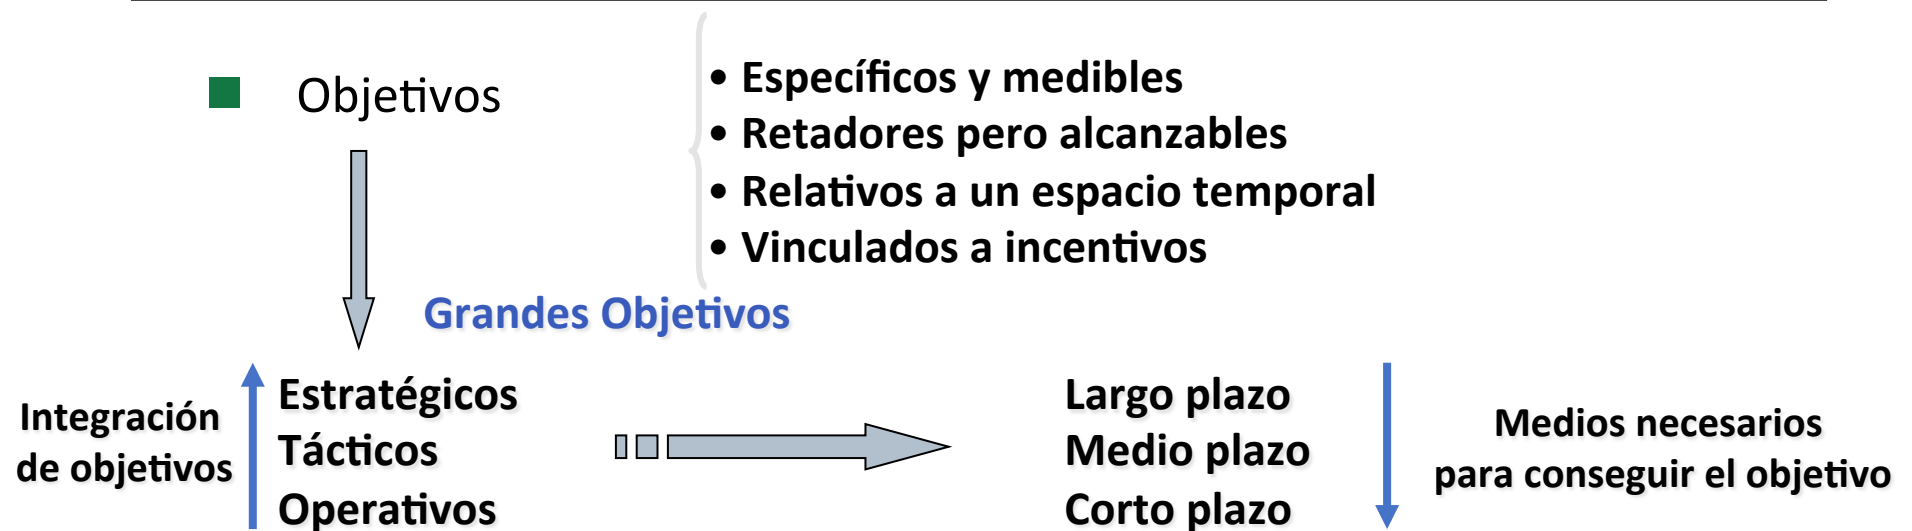 Objetivos
• Específicos y medibles
• Retadores pero alcanzables
• Relativos a un espacio temporal
• Vinculados a incentivos
Grandes Objetivos
Integración
de objetivos
Estratégicos
Tácticos
Operativos
Largo plazo
Medio plazo
Corto plazo
Medios necesarios
para conseguir el objetivo